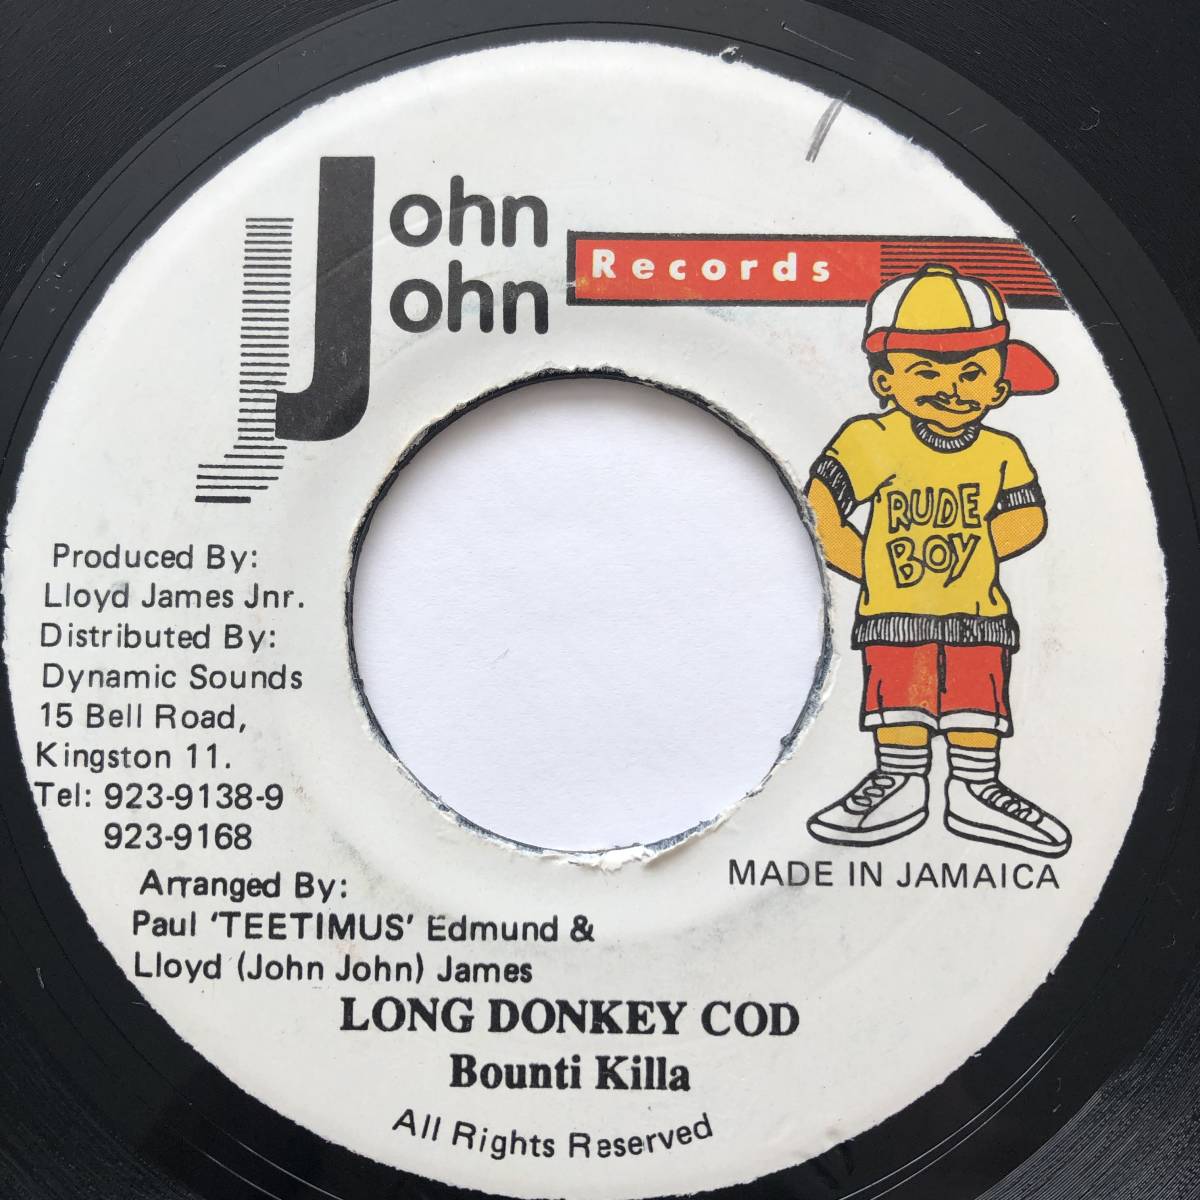 John
John
Records
RUDE
BOY
Produced By:
Lloyd James Jnr.
Distributed By:
Dynamic Sounds
15 Bell Road,
Kingston 11.
Tel: 923-9138-9
923-9168
MADE IN JAMAICA
Arranged By:
Paul 'TEETIMUS' Edmund &
Lloyd (John John) James
LONG DONKEY COD
Bounti Killa
All Rights Reserved